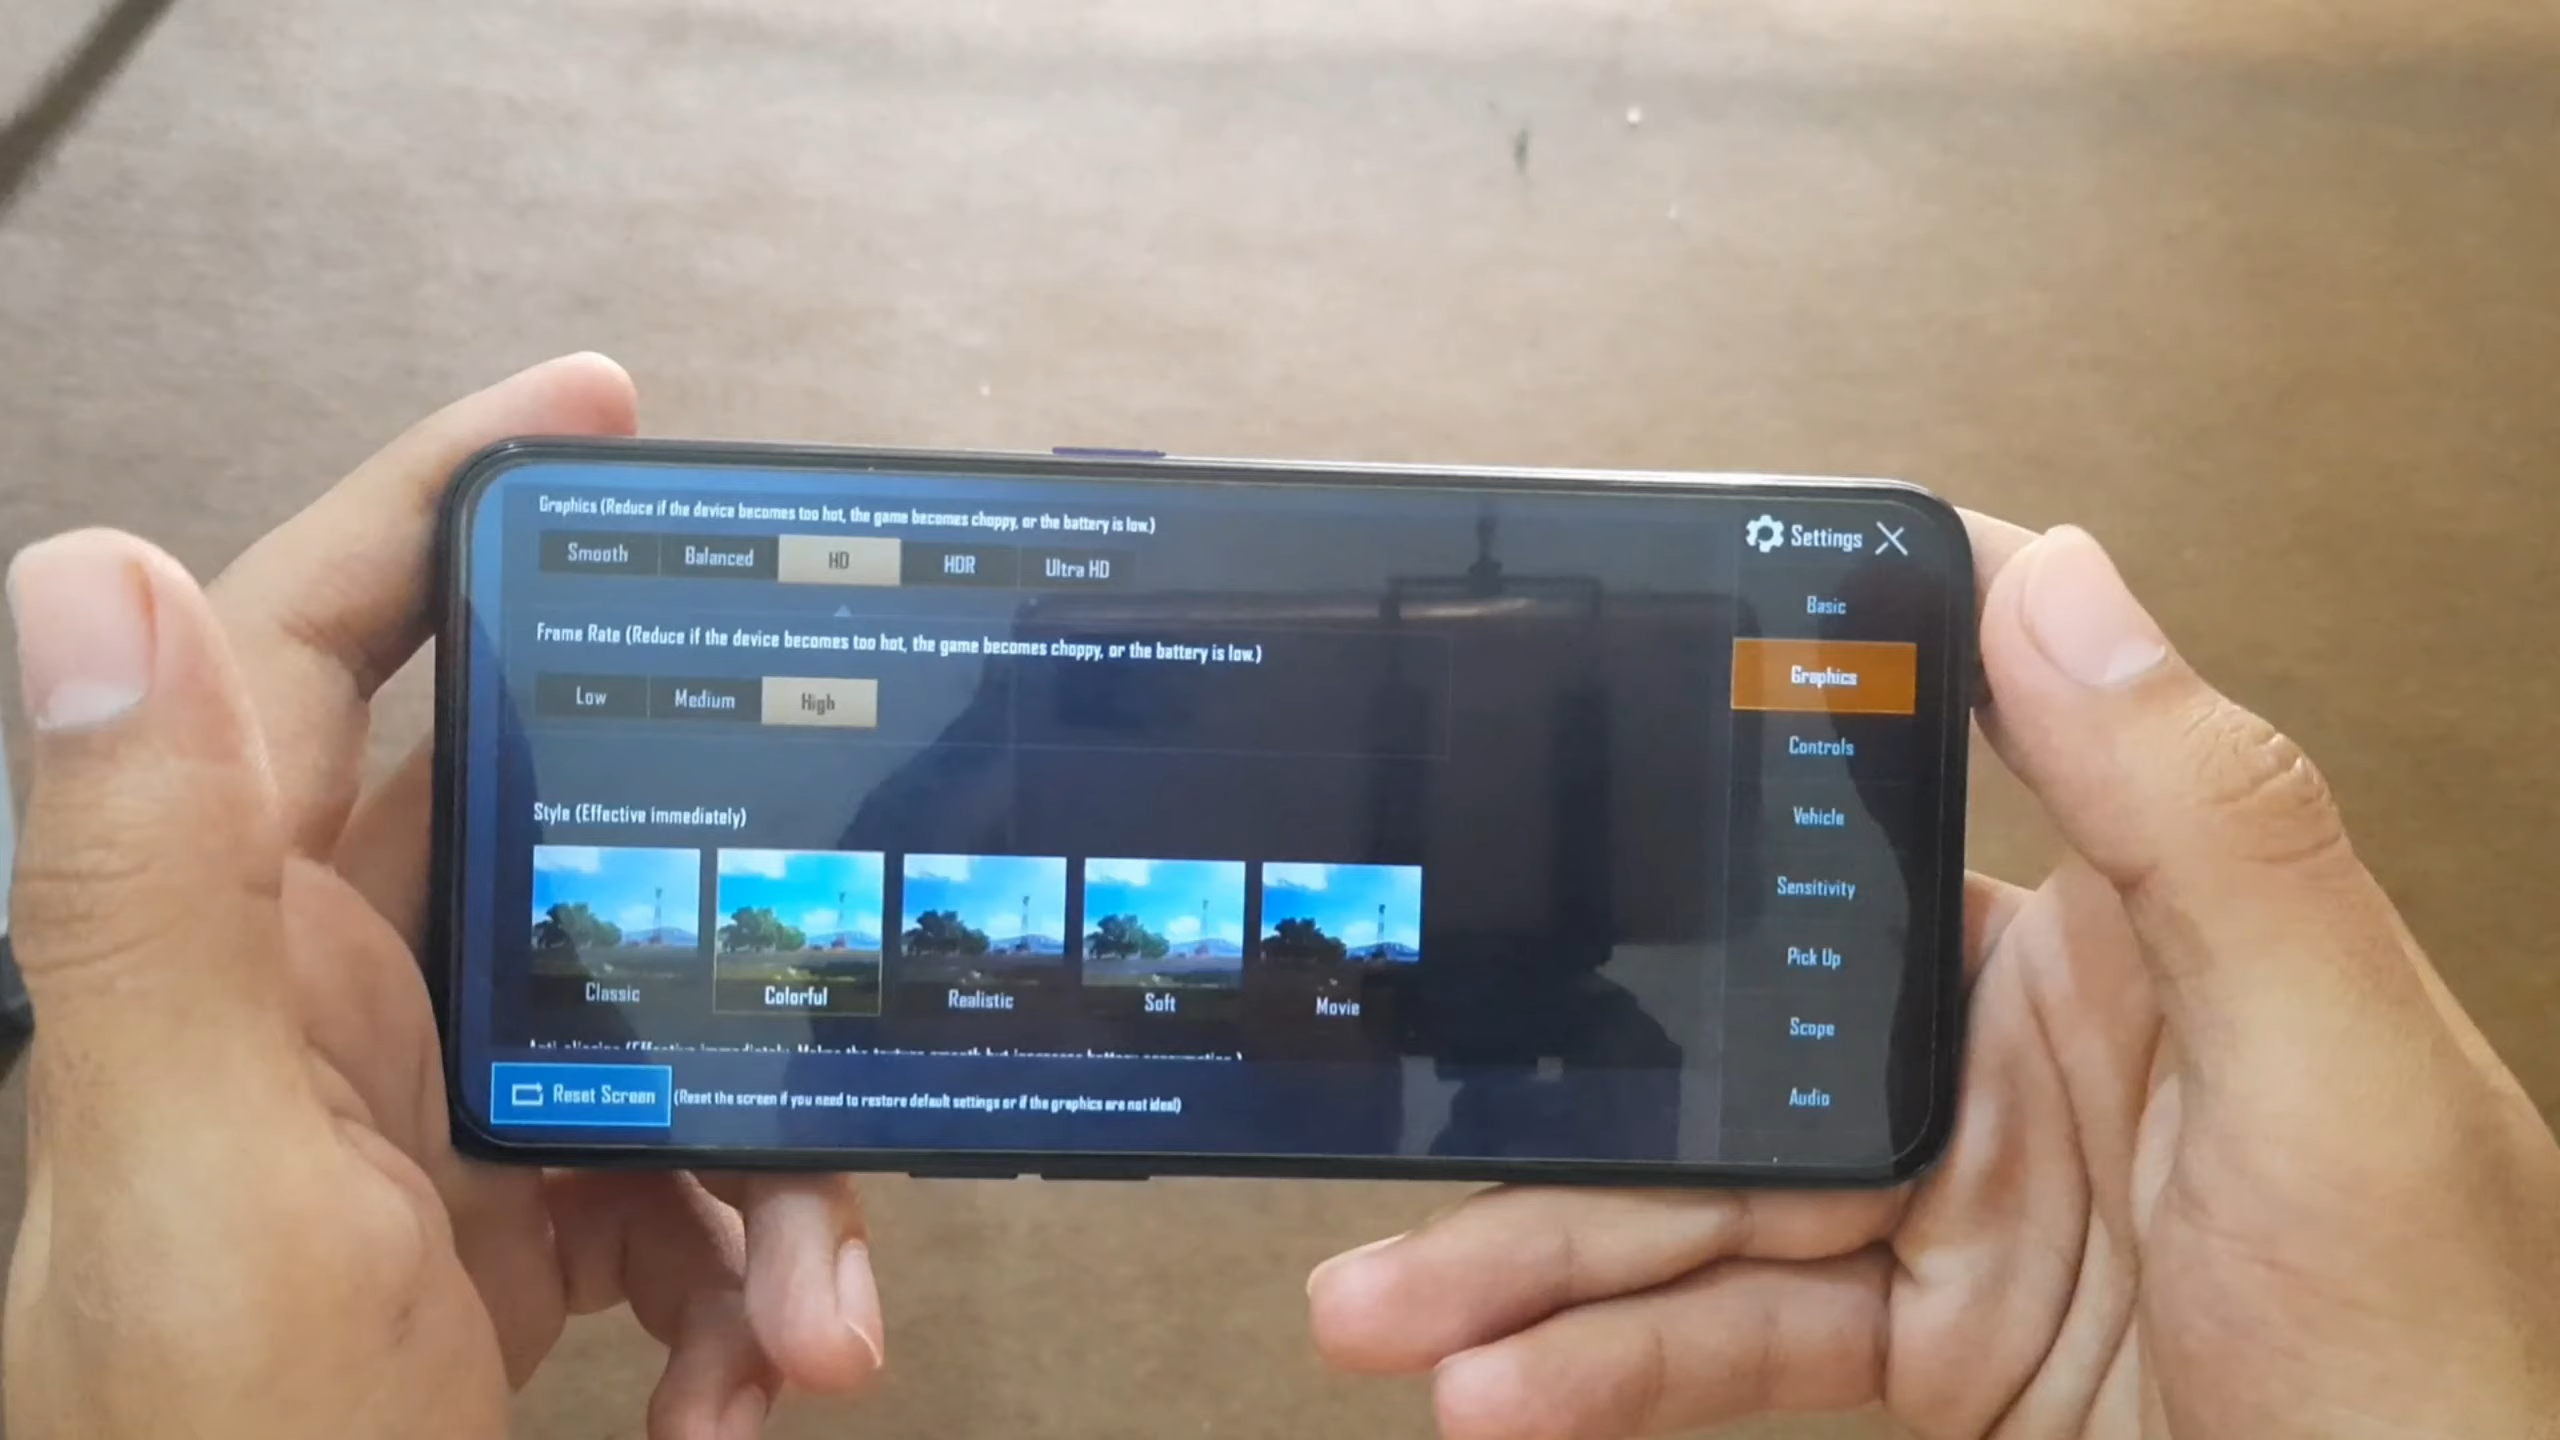 Graphics (Reduce if the device becomes too hot, the game becomes choppy, or the battery is low.)
Smooth Balanced HD HDR Ultra HD
Frame Rate (Reduce if the device becomes too hot, the game becomes choppy, or the battery is low.)
Low Medium High
Style (Effective immediately)
Classic Colorful Realistic Soft Movie
Reset Screen (Reset the screen if you need to restore default settings or if the graphics are not ideal)
Settings
Basic
Graphics
Controls
Vehicle
Sensitivity
Pick Up
Scope
Audio